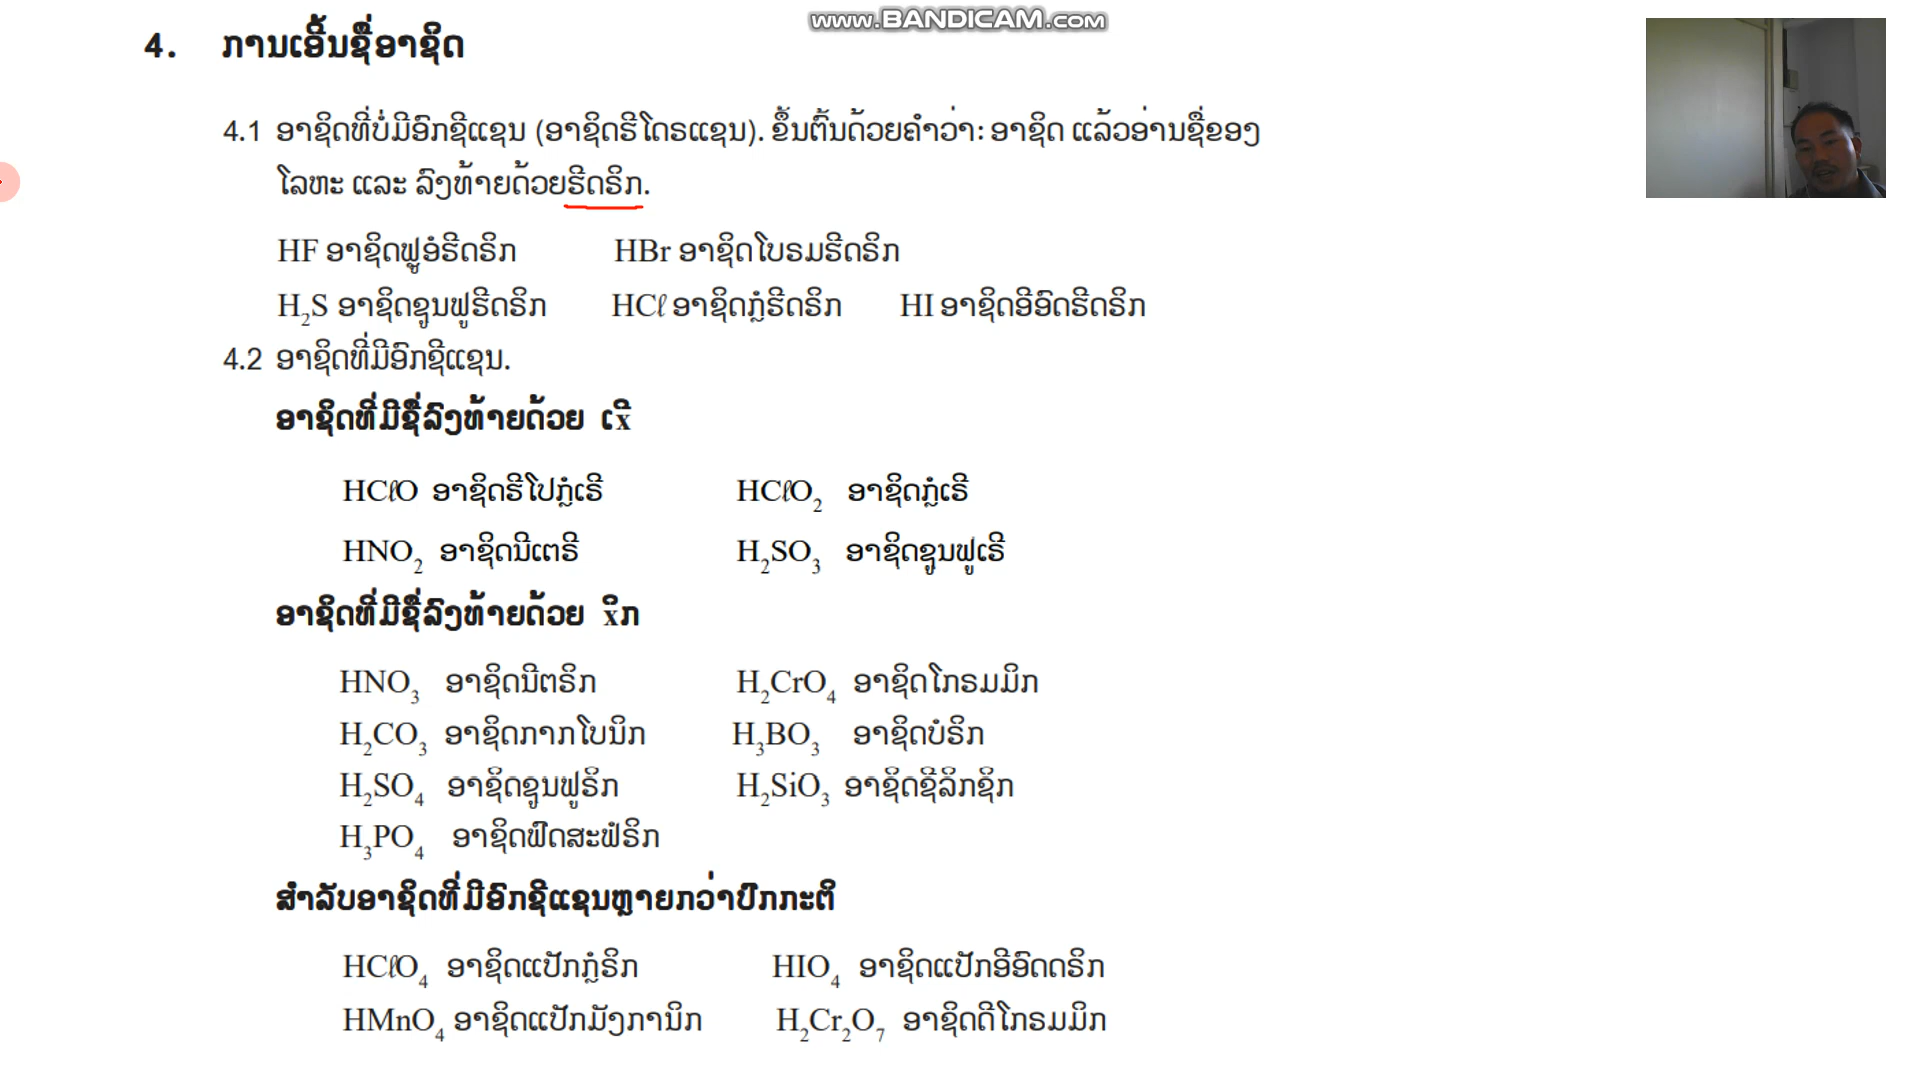 www.BANDICAM.com
4. ການເອີ້ນຊື່ອາຊິດ
4.1 ອາຊິດທີ່ບໍ່ມີອົກຊີແຊນ (ອາຊິດຮີໂດຣແຊນ). ຂຶ້ນຕົ້ນດ້ວຍຄຳວ່າ: ອາຊິດ ແລ້ວອ່ານຊື່ຂອງ
ໂລຫະ ແລະ ລົງທ້າຍດ້ວຍຮີດຣິກ.
HF ອາຊິດຟຼູອໍຮີດຣິກ HBr ອາຊິດໂບຣມຮີດຣິກ
H₂S ອາຊິດຊູນຟູຮີດຣິກ HCℓ ອາຊິດກຼໍຮີດຣິກ HI ອາຊິດອີອົດຮີດຣິກ
4.2 ອາຊິດທີ່ມີອົກຊີແຊນ.
ອາຊິດທີ່ມີຊື່ລົງທ້າຍດ້ວຍ ເxີ
HCℓO ອາຊິດຮີໂປກຼໍເຣີ HCℓO₂ ອາຊິດກຼໍເຣີ
HNO₂ ອາຊິດນີເຕຣີ H₂SO₃ ອາຊິດຊູນຟູເຣີ
ອາຊິດທີ່ມີຊື່ລົງທ້າຍດ້ວຍ xິກ
HNO₃ ອາຊິດນີຕຣິກ H₂CrO₄ ອາຊິດໂກຣມມິກ
H₂CO₃ ອາຊິດກາກໂບນິກ H₃BO₃ ອາຊິດບໍຣິກ
H₂SO₄ ອາຊິດຊູນຟູຣິກ H₂SiO₃ ອາຊິດຊີລິກຊິກ
H₃PO₄ ອາຊິດຟົດສະຟໍຣິກ
ສຳລັບອາຊິດທີ່ມີອົກຊີແຊນຫຼາຍກວ່າປົກກະຕິ
HCℓO₄ ອາຊິດແປັກກຼໍຣິກ HIO₄ ອາຊິດແປັກອີອົດດຣິກ
HMnO₄ ອາຊິດແປັກມັງການິກ H₂Cr₂O₇ ອາຊິດດີໂກຣມມິກ